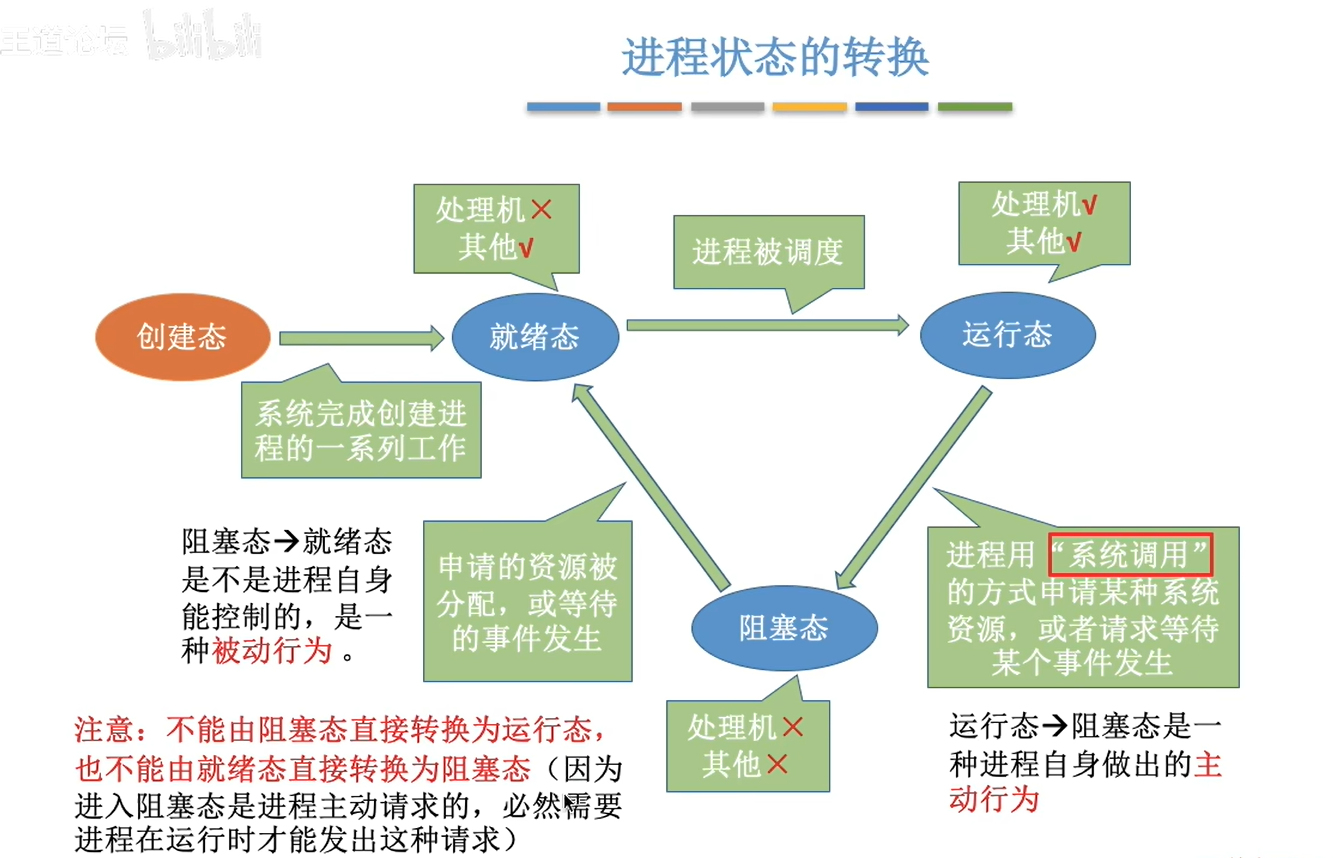 王道论坛 bilibili
进程状态的转换
处理机×
其他√
进程被调度
处理机√
其他√
创建态
就绪态
运行态
系统完成创建进
程的一系列工作
阻塞态→就绪态
是不是进程自身
能控制的，是一
种被动行为。
申请的资源被
分配，或等待
的事件发生
进程用“系统调用”
的方式申请某种系统
资源，或者请求等待
某个事件发生
阻塞态
处理机×
其他×
运行态→阻塞态是一
种进程自身做出的主
动行为
注意：不能由阻塞态直接转换为运行态，
也不能由就绪态直接转换为阻塞态（因为
进入阻塞态是进程主动请求的，必然需要
进程在运行时才能发出这种请求）